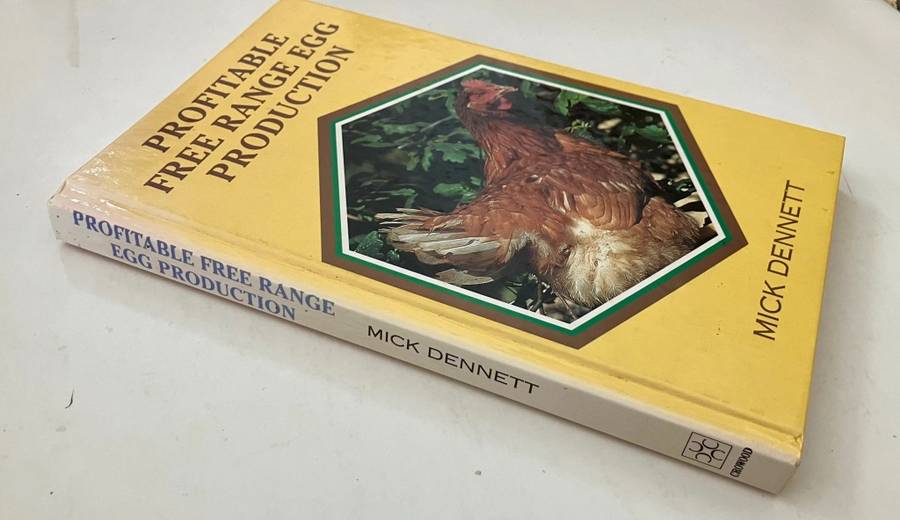 PROFITABLE
FREE RANGE EGG
PRODUCTION
MICK DENNETT
PROFITABLE FREE RANGE
EGG PRODUCTION
MICK DENNETT
CROWOOD